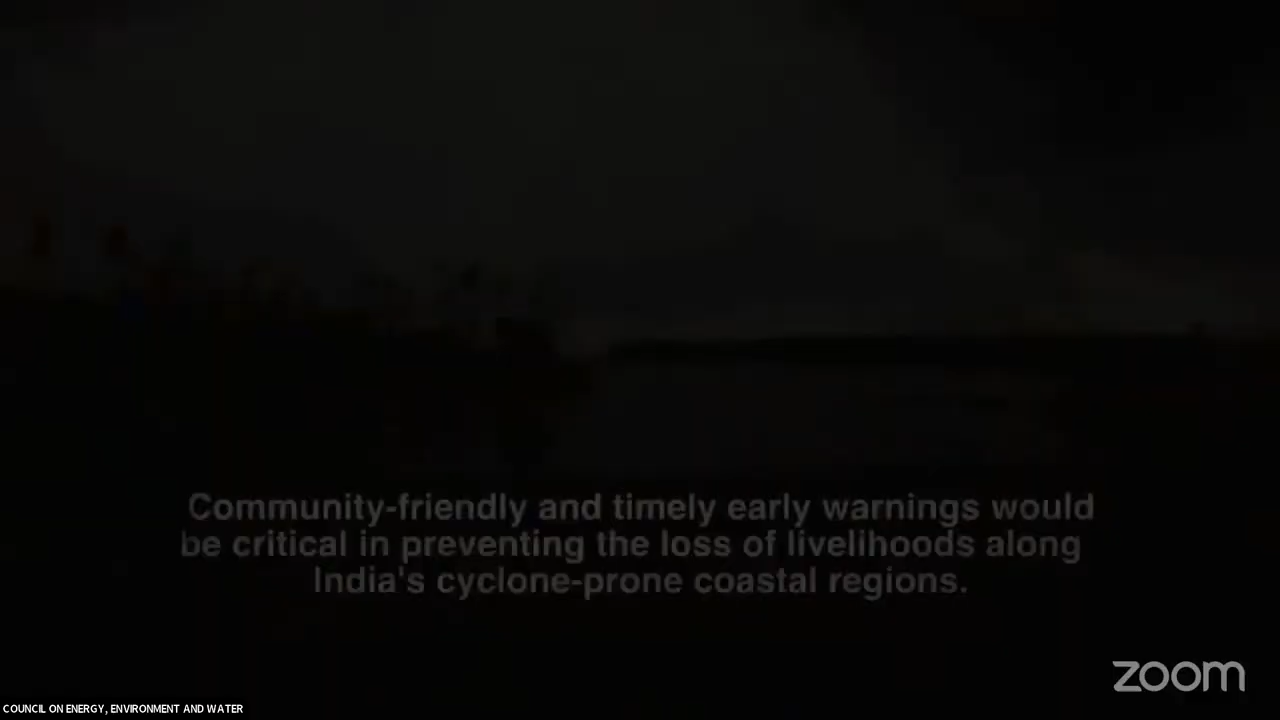 Community-friendly and timely early warnings would
be critical in preventing the loss of livelihoods along
India's cyclone-prone coastal regions.
zoom
COUNCIL ON ENERGY, ENVIRONMENT AND WATER